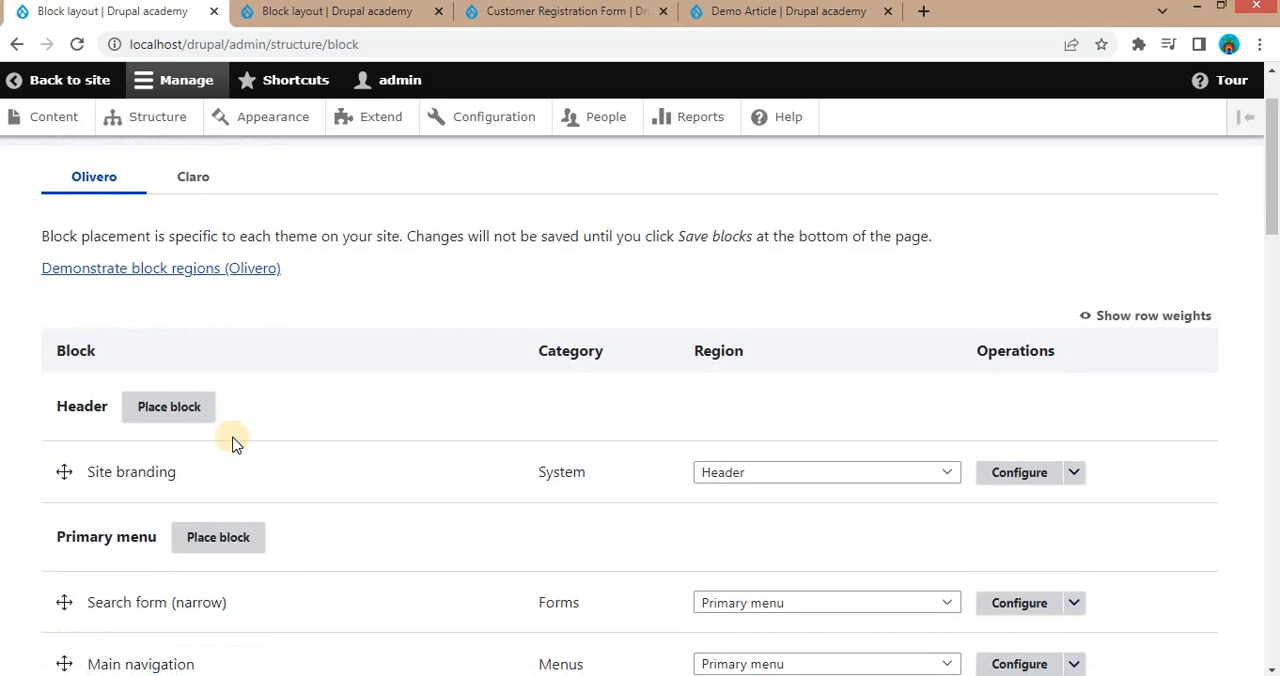 Block layout | Drupal academy
Block layout | Drupal academy
Customer Registration Form | Dr
Demo Article | Drupal academy
localhost/drupal/admin/structure/block
Back to site Manage Shortcuts admin Tour
Content Structure Appearance Extend Configuration People Reports Help
Olivero Claro
Block placement is specific to each theme on your site. Changes will not be saved until you click Save blocks at the bottom of the page.
Demonstrate block regions (Olivero)
Show row weights
Block Category Region Operations
Header Place block
Site branding System Header Configure
Primary menu Place block
Search form (narrow) Forms Primary menu Configure
Main navigation Menus Primary menu Configure